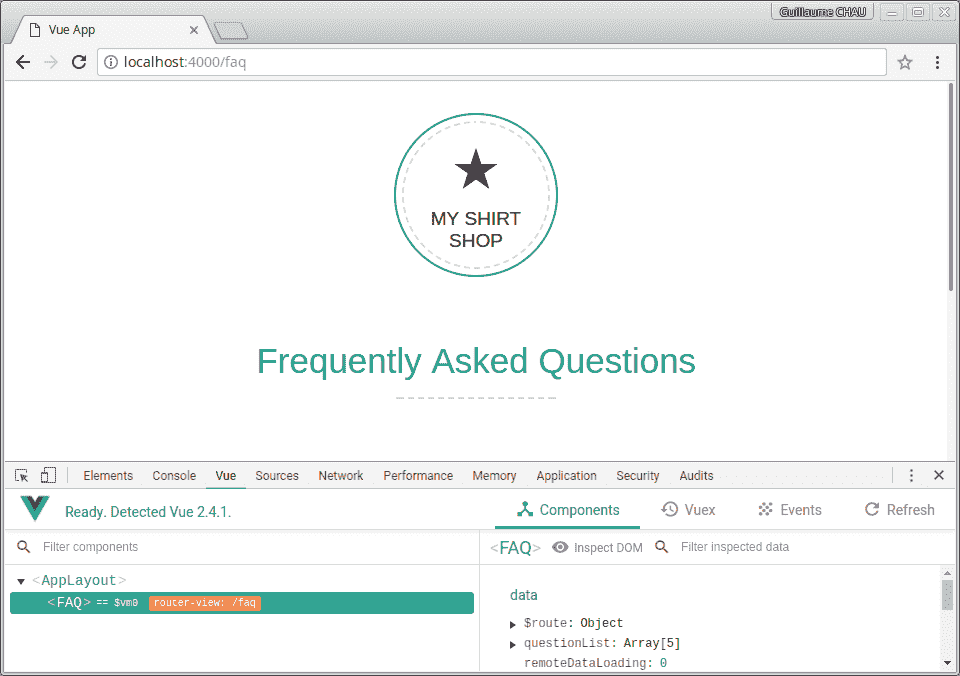 Guillaume CHAU
Vue App
localhost:4000/faq
MY SHIRT
SHOP
Frequently Asked Questions
Elements Console Vue Sources Network Performance Memory Application Security Audits
Ready. Detected Vue 2.4.1.
Components Vuex Events Refresh
Filter components
<FAQ> Inspect DOM Filter inspected data
<AppLayout>
<FAQ> == $vm0 router-view: /faq
data
$route: Object
questionList: Array[5]
remoteDataLoading: 0